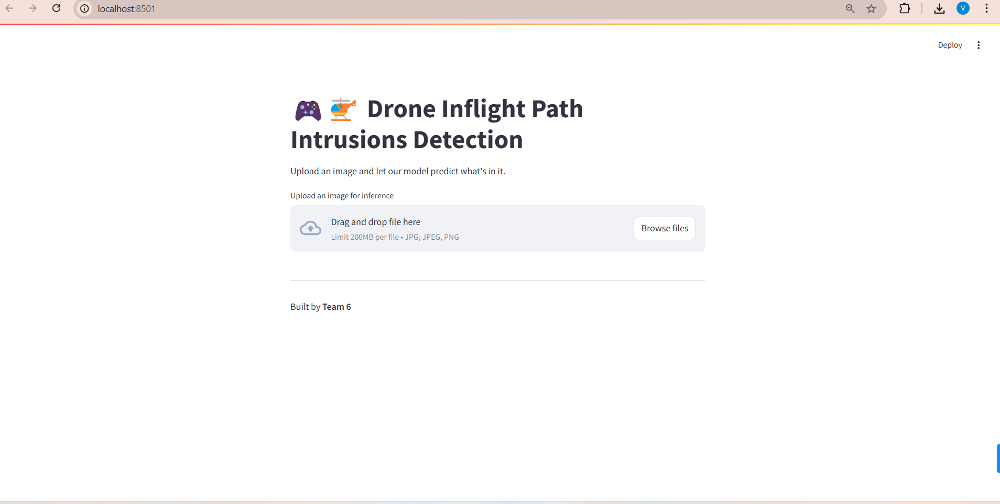 localhost:8501
V
Deploy
Drone Inflight Path
Intrusions Detection
Upload an image and let our model predict what's in it.
Upload an image for inference
Drag and drop file here
Limit 200MB per file • JPG, JPEG, PNG
Browse files
Built by Team 6